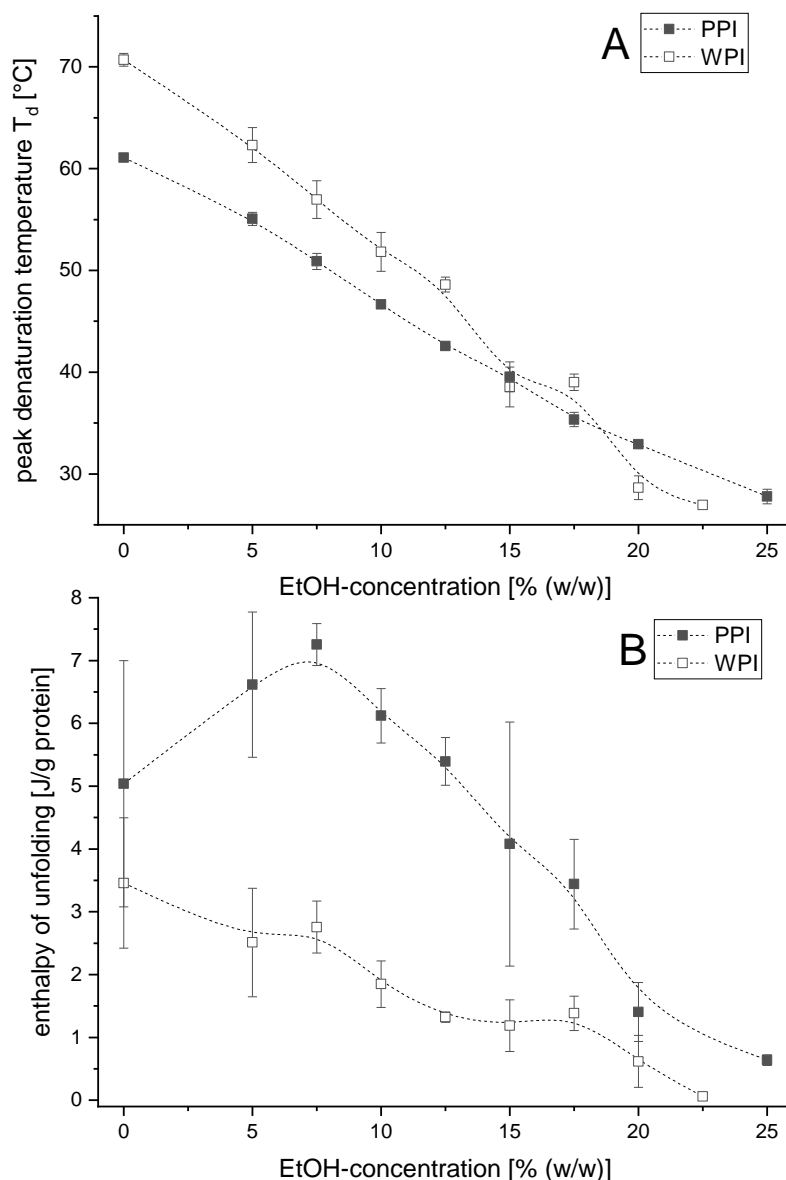 A
PPI
WPI
peak denaturation temperature T_d [°C]
70
60
50
40
30
0 5 10 15 20 25
EtOH-concentration [% (w/w)]
B
PPI
WPI
enthalpy of unfolding [J/g protein]
8
7
6
5
4
3
2
1
0
0 5 10 15 20 25
EtOH-concentration [% (w/w)]